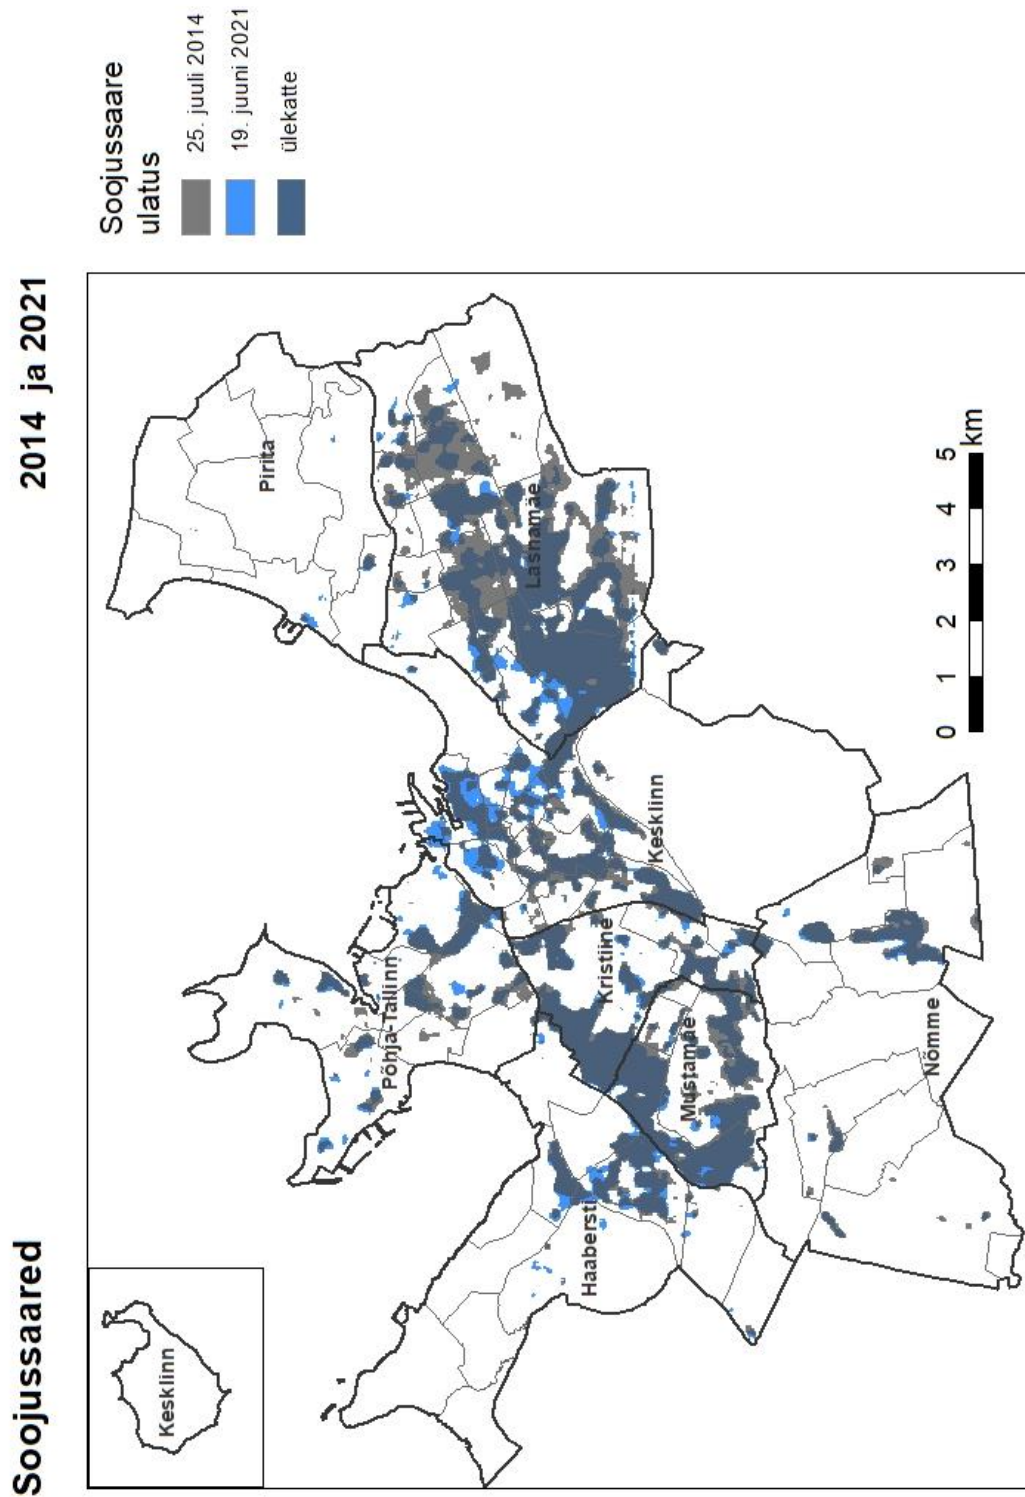 Soojussaared
2014 ja 2021
Soojussaare
ulatus
25. juuli 2014
19. juuni 2021
ülekatte
Kesklinn
Pirita
Lasnamäe
Põhja-Tallinn
Kesklinn
Kristiine
Haabersti
Mustamäe
Nõmme
0 1 2 3 4 5
km